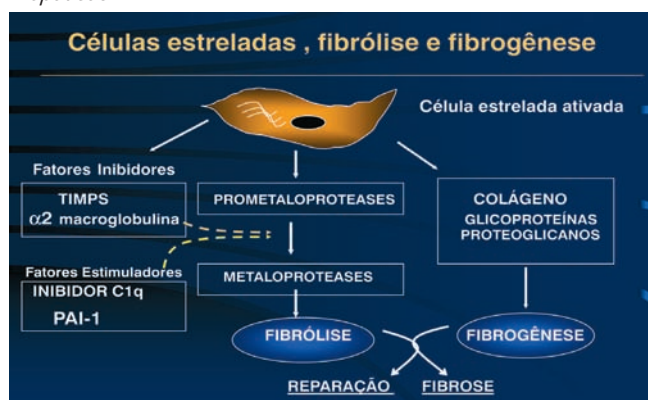 Células estreladas , fibrólise e fibrogênese
Célula estrelada ativada
Fatores Inibidores
TIMPS
α2 macroglobulina
PROMETALOPROTEASES
COLÁGENO
GLICOPROTEÍNAS
PROTEOGLICANOS
Fatores Estimuladores
INIBIDOR C1q
PAI-1
METALOPROTEASES
FIBRÓLISE
FIBROGÊNESE
REPARAÇÃO
FIBROSE